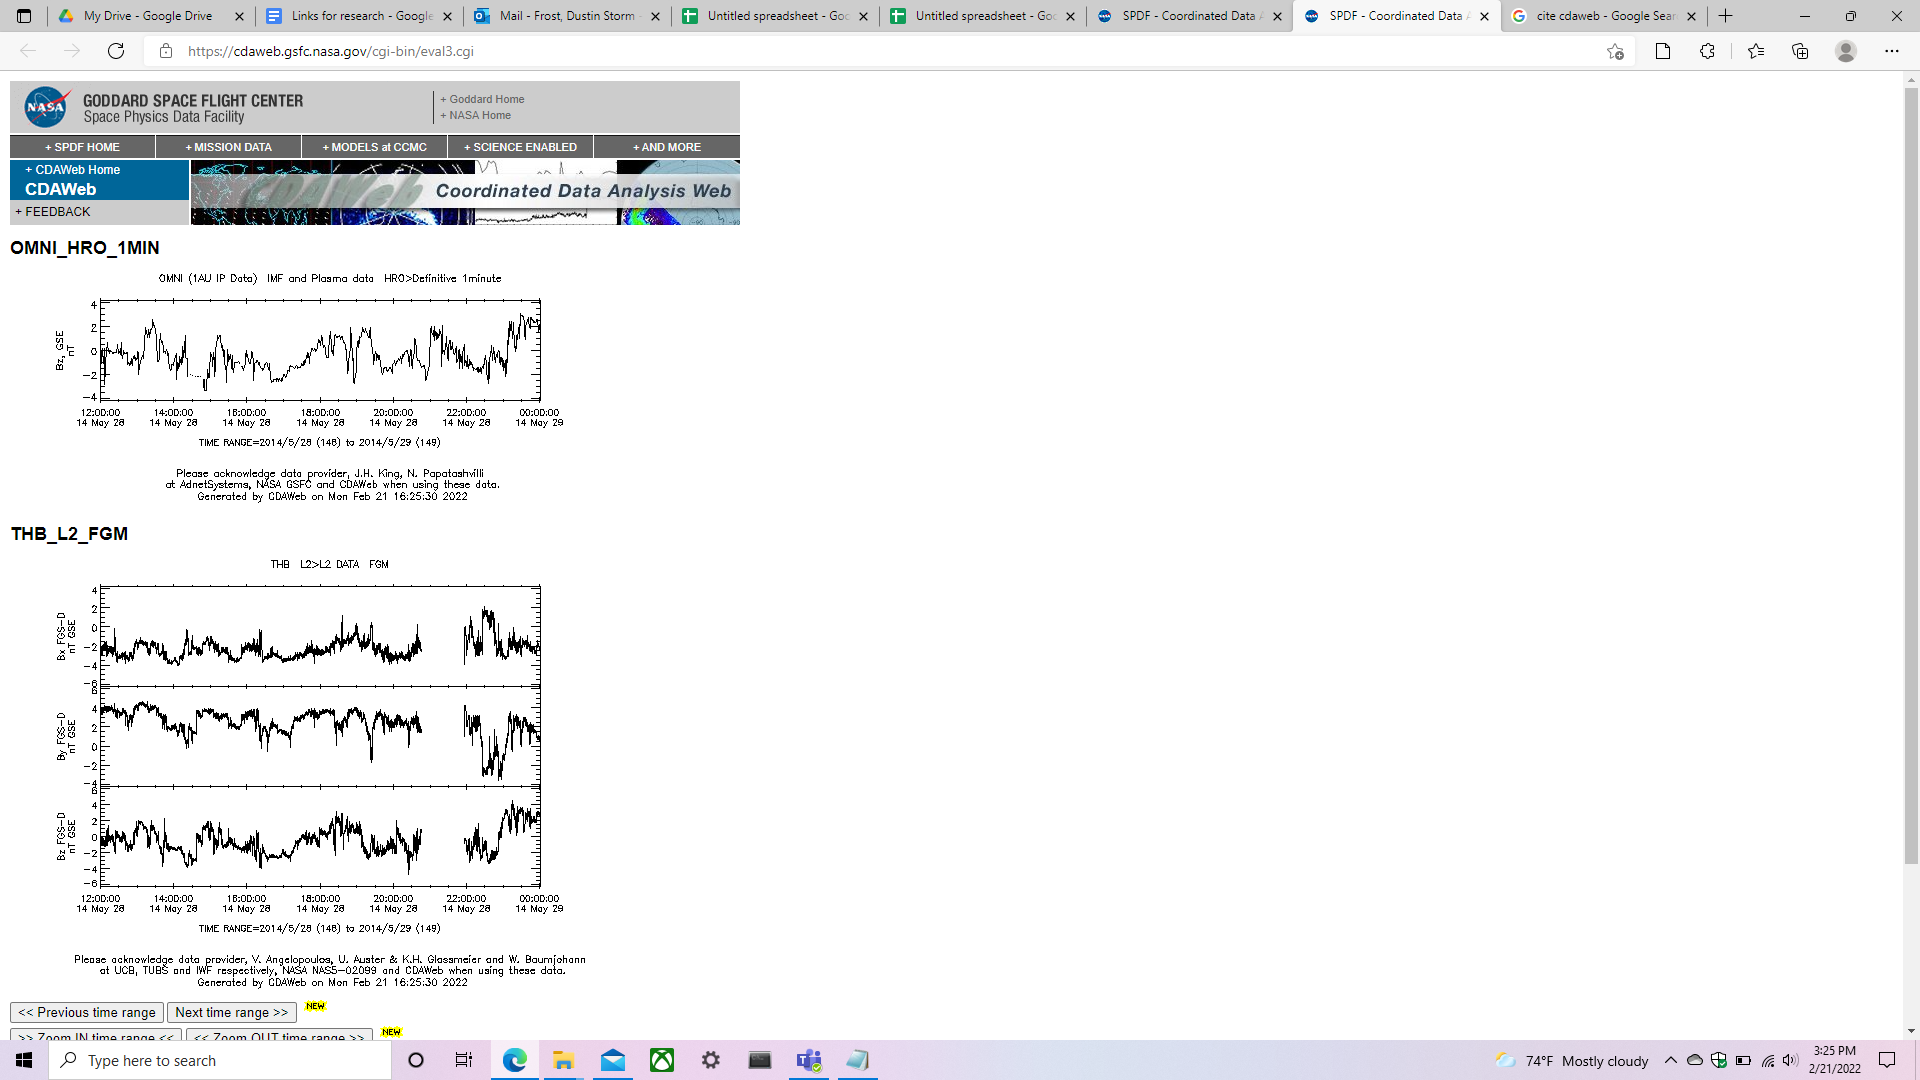 My Drive - Google Drive
Links for research - Google
Mail - Frost, Dustin Storm -
Untitled spreadsheet - Goo
Untitled spreadsheet - Goo
SPDF - Coordinated Data A
SPDF - Coordinated Data A
cite cdaweb - Google Sear
https://cdaweb.gsfc.nasa.gov/cgi-bin/eval3.cgi
NASA
GODDARD SPACE FLIGHT CENTER
Space Physics Data Facility
+ Goddard Home
+ NASA Home
+ SPDF HOME
+ MISSION DATA
+ MODELS at CCMC
+ SCIENCE ENABLED
+ AND MORE
+ CDAWeb Home
CDAWeb
+ FEEDBACK
Coordinated Data Analysis Web
OMNI_HRO_1MIN
OMNI (1AU IP Data) IMF and Plasma data HRO>Definitive 1minute
Bz, GSE
nT
4
2
0
-2
-4
12:00:00 14:00:00 16:00:00 18:00:00 20:00:00 22:00:00 00:00:00
14 May 28 14 May 28 14 May 28 14 May 28 14 May 28 14 May 28 14 May 29
TIME RANGE=2014/5/28 (148) to 2014/5/29 (149)
Please acknowledge data provider, J.H. King, N. Papatashvilli
at AdnetSystems, NASA GSFC and CDAWeb when using these data.
Generated by CDAWeb on Mon Feb 21 16:25:30 2022
THB_L2_FGM
THB L2>L2 DATA FGM
Bx FGS-D
nT GSE
4
2
0
-2
-4
-6
By FGS-D
nT GSE
6
4
2
0
-2
-4
Bz FGS-D
nT GSE
6
4
2
0
-2
-4
-6
12:00:00 14:00:00 16:00:00 18:00:00 20:00:00 22:00:00 00:00:00
14 May 28 14 May 28 14 May 28 14 May 28 14 May 28 14 May 28 14 May 29
TIME RANGE=2014/5/28 (148) to 2014/5/29 (149)
Please acknowledge data provider, V. Angelopoulos, U. Auster & K.H. Glassmeier and W. Baumjohann
at UCB, TUBS and IWF respectively, NASA NAS5-02099 and CDAWeb when using these data.
Generated by CDAWeb on Mon Feb 21 16:25:30 2022
<< Previous time range
Next time range >>
NEW
>> Zoom IN time range <<
<< Zoom OUT time range >>
NEW
Type here to search
74°F Mostly cloudy
3:25 PM
2/21/2022